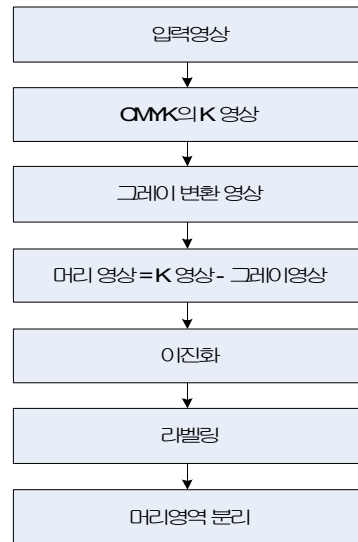 입력영상
CMYK의 K 영상
그레이 변환 영상
머리 영상 = K 영상 - 그레이영상
이진화
라벨링
머리영역 분리